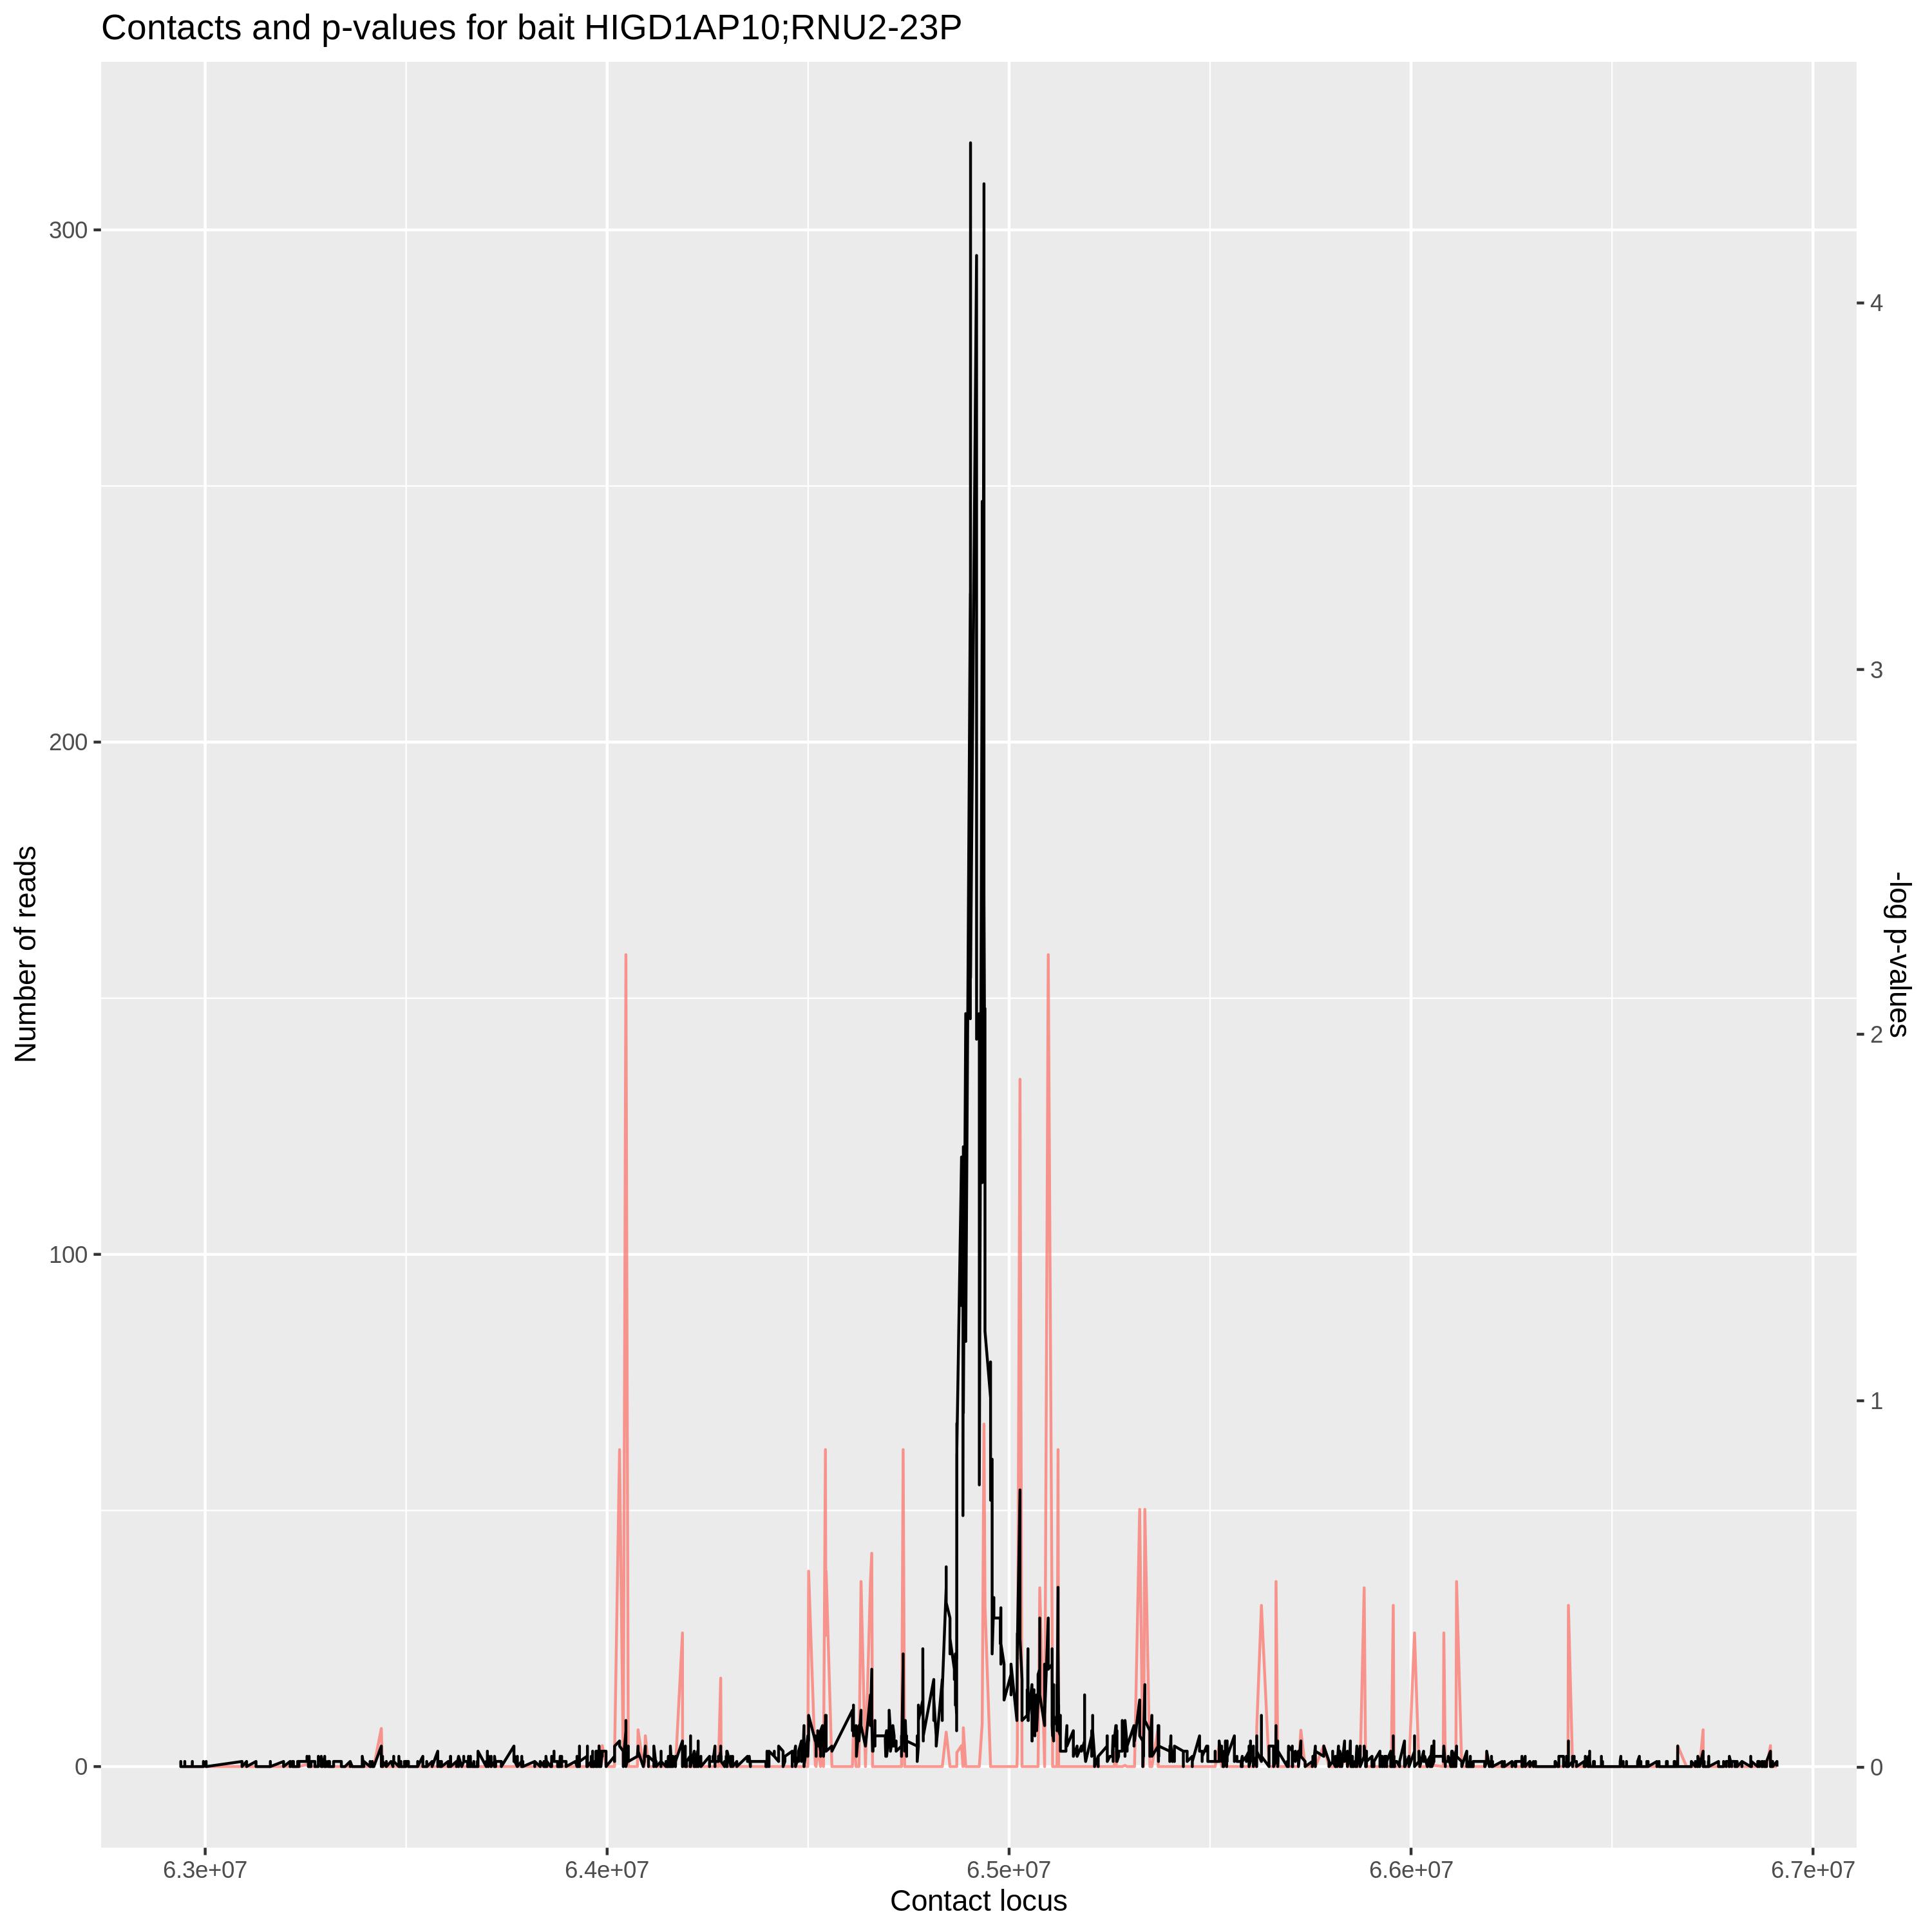 Contacts and p-values for bait HIGD1AP10;RNU2-23P
300
200
100
0
Number of reads
4
3
2
1
0
-log p-values
6.3e+07
6.4e+07
6.5e+07
6.6e+07
6.7e+07
Contact locus